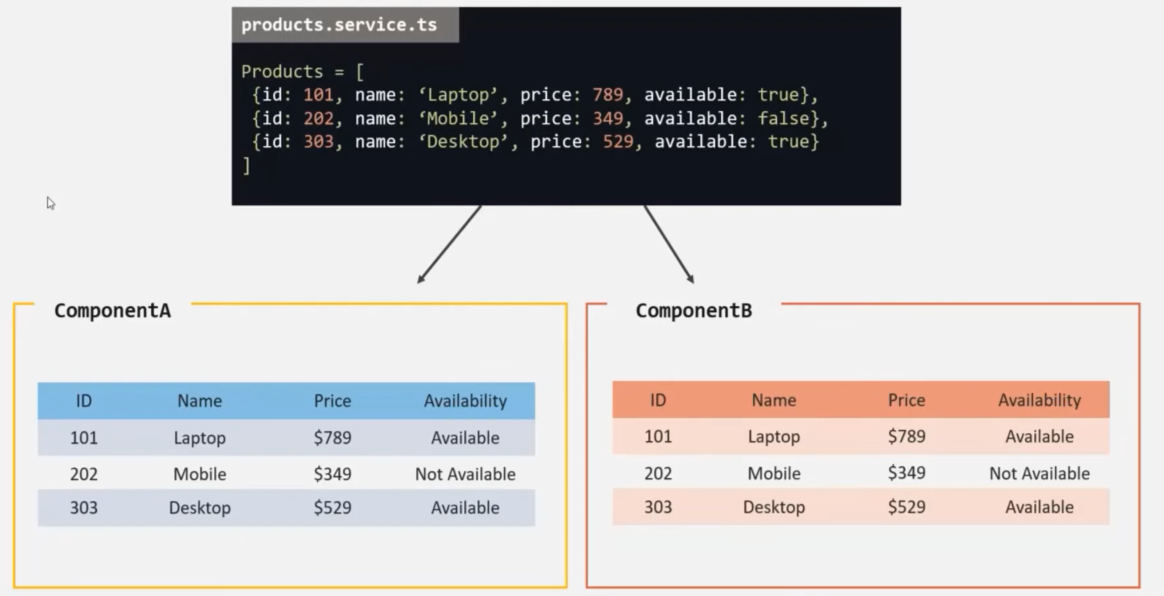 products.service.ts
Products = [
{id: 101, name: ‘Laptop’, price: 789, available: true},
{id: 202, name: ‘Mobile’, price: 349, available: false},
{id: 303, name: ‘Desktop’, price: 529, available: true}
]
ComponentA
ID Name Price Availability
101 Laptop $789 Available
202 Mobile $349 Not Available
303 Desktop $529 Available
ComponentB
ID Name Price Availability
101 Laptop $789 Available
202 Mobile $349 Not Available
303 Desktop $529 Available